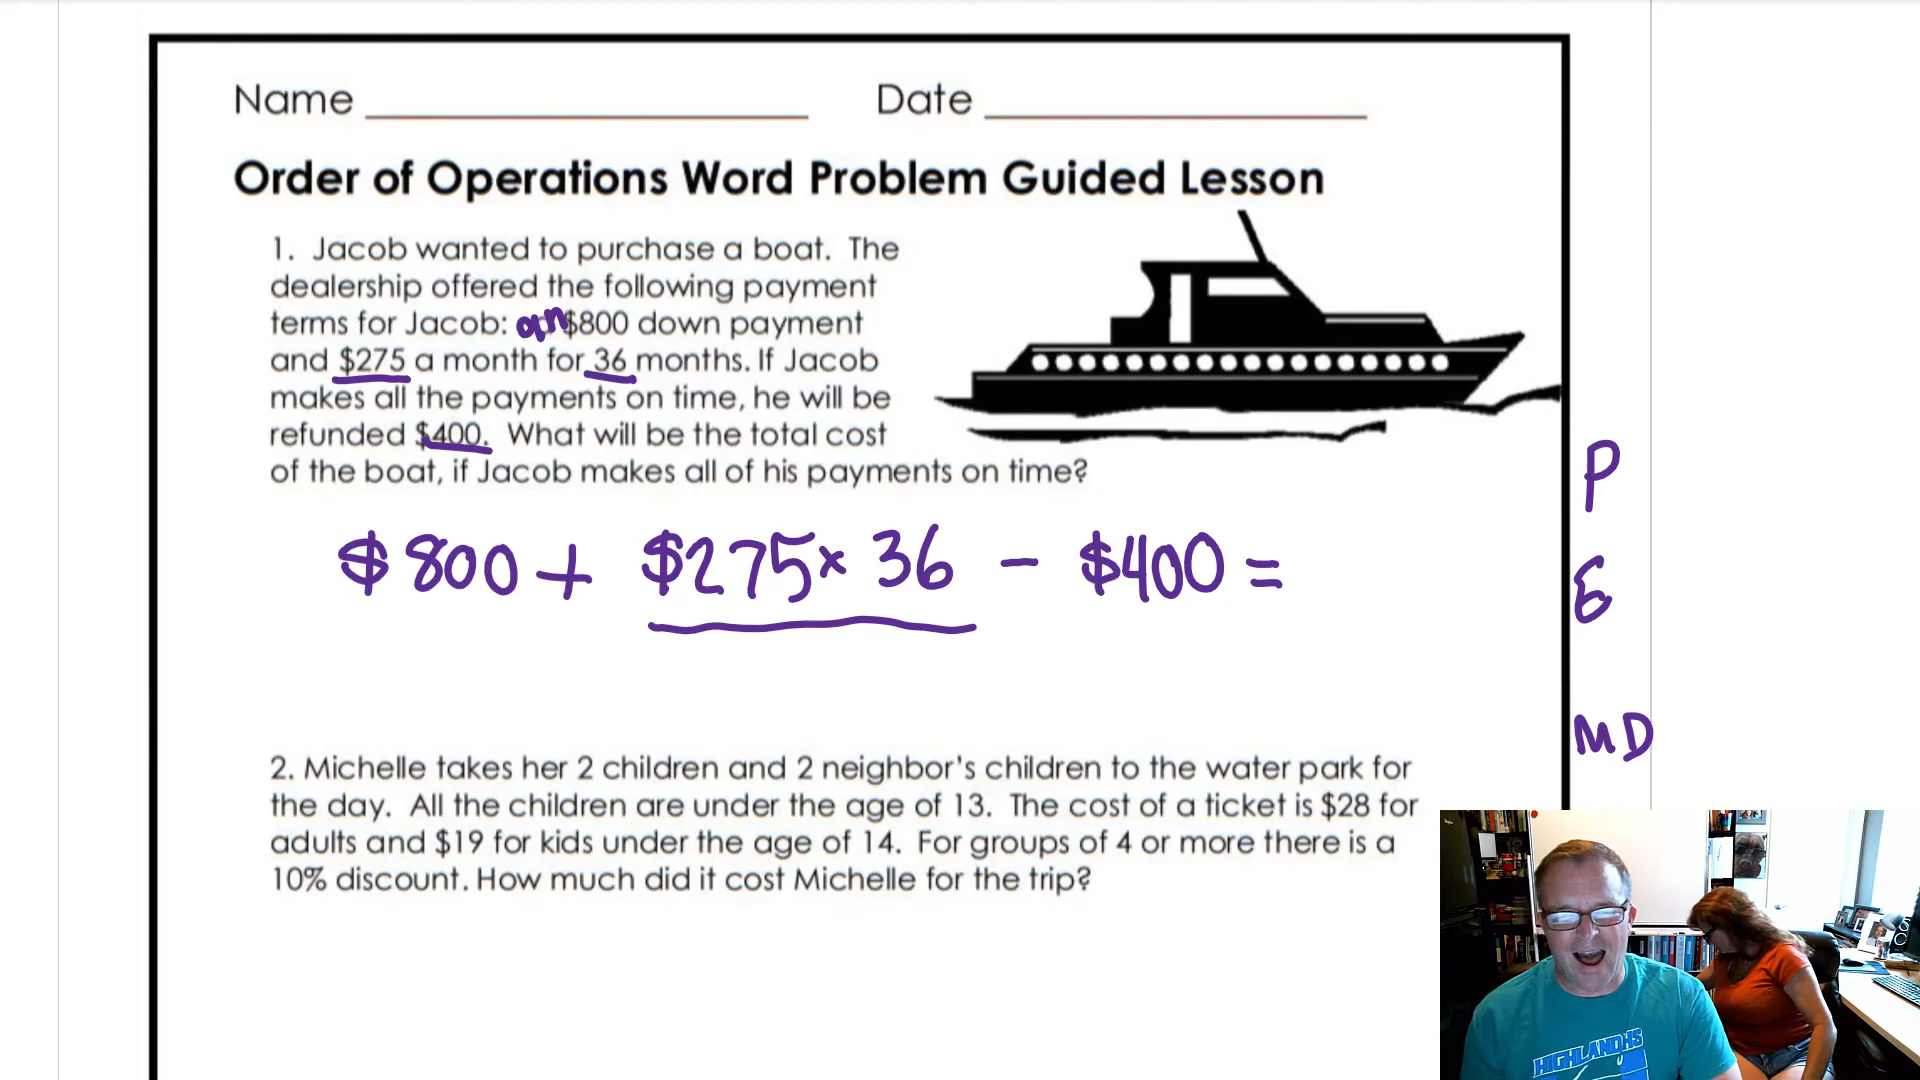 Name Date
Order of Operations Word Problem Guided Lesson
1. Jacob wanted to purchase a boat. The
dealership offered the following payment
terms for Jacob: an $800 down payment
and $275 a month for 36 months. If Jacob
makes all the payments on time, he will be
refunded $400. What will be the total cost
of the boat, if Jacob makes all of his payments on time?
P
$800 + $275 × 36 - $400 =
E
MD
2. Michelle takes her 2 children and 2 neighbor's children to the water park for
the day. All the children are under the age of 13. The cost of a ticket is $28 for
adults and $19 for kids under the age of 14. For groups of 4 or more there is a
10% discount. How much did it cost Michelle for the trip?
HIGHLANDHS